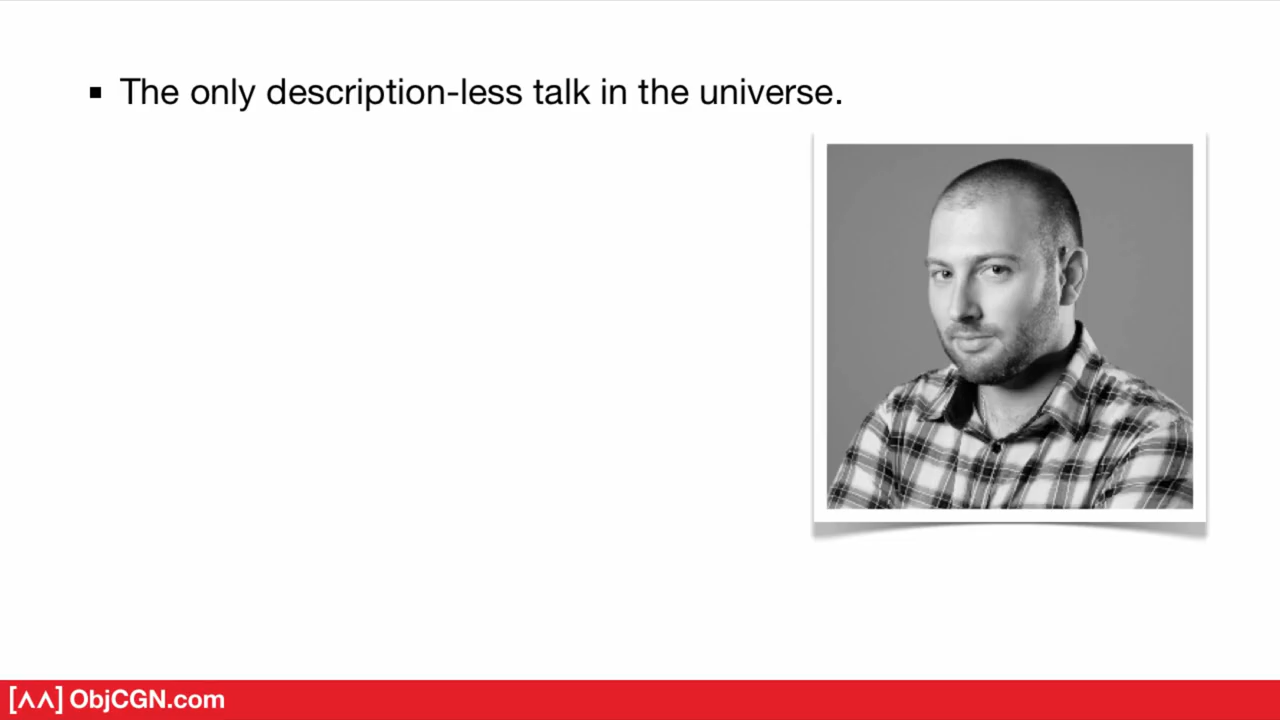 ▪ The only description-less talk in the universe.
[ʌʌ] ObjCGN.com